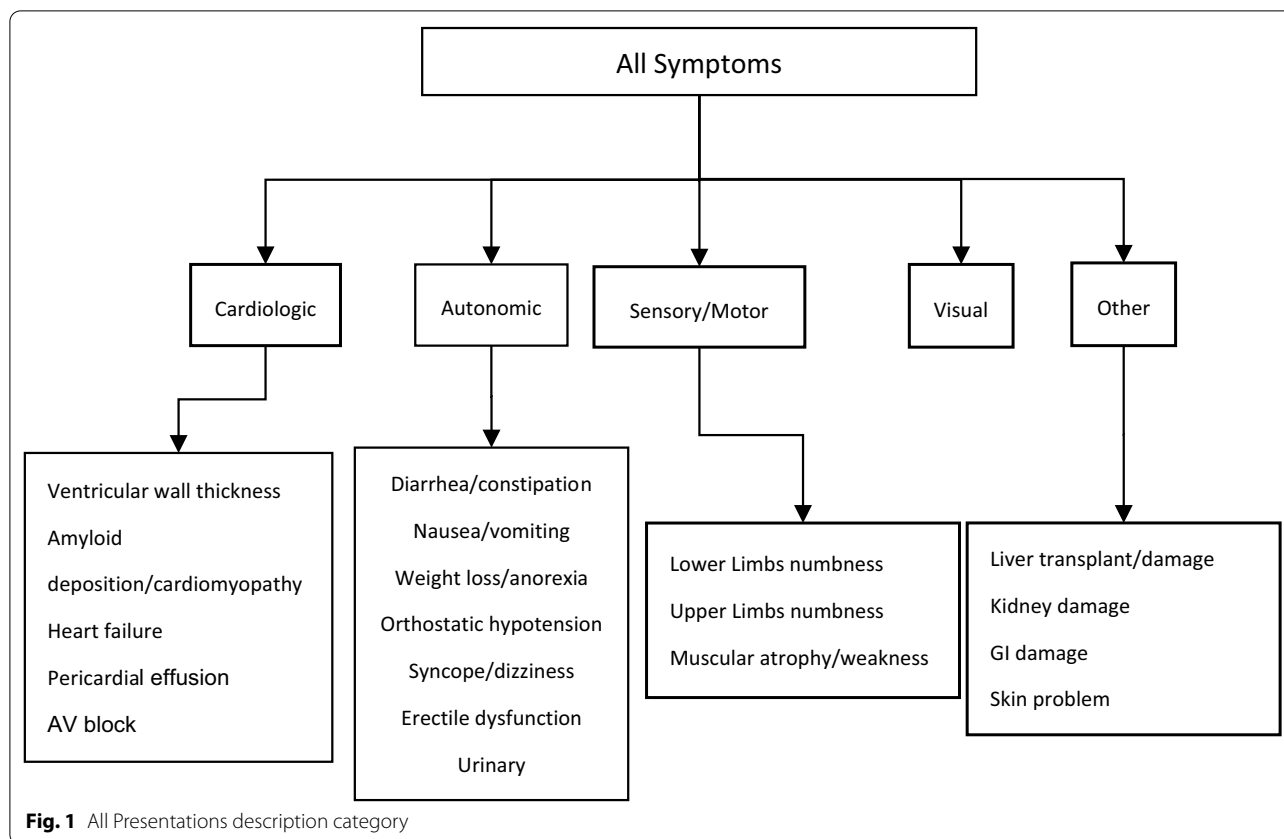 All Symptoms
Cardiologic
Autonomic
Sensory/Motor
Visual
Other
Ventricular wall thickness
Amyloid
deposition/cardiomyopathy
Heart failure
Pericardial effusion
AV block
Diarrhea/constipation
Nausea/vomiting
Weight loss/anorexia
Orthostatic hypotension
Syncope/dizziness
Erectile dysfunction
Urinary
Lower Limbs numbness
Upper Limbs numbness
Muscular atrophy/weakness
Liver transplant/damage
Kidney damage
GI damage
Skin problem
Fig. 1 All Presentations description category